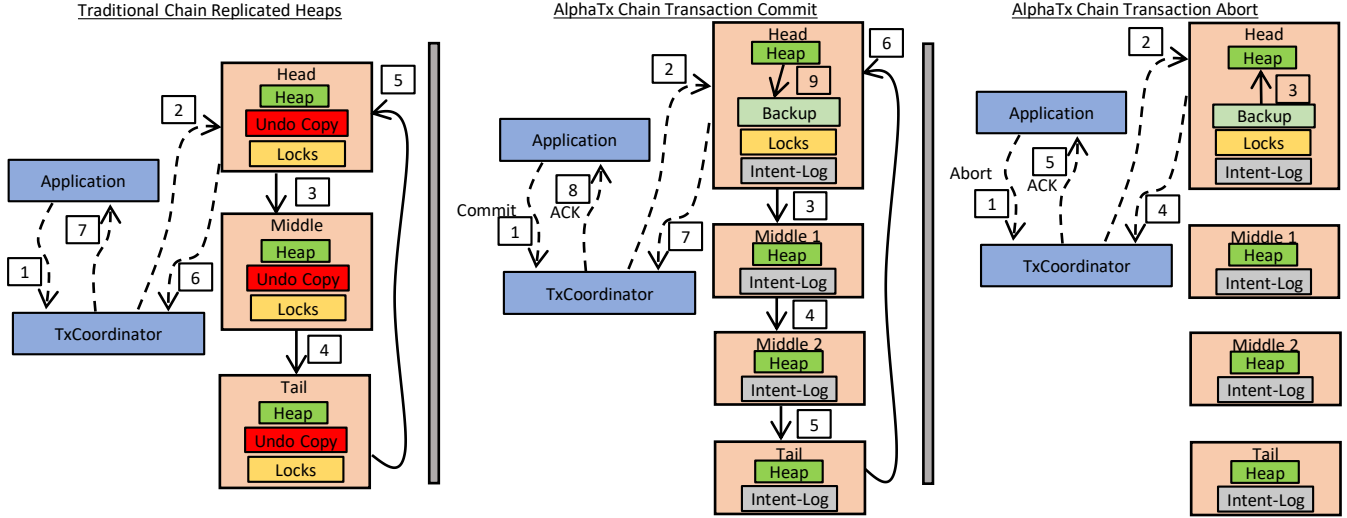 Traditional Chain Replicated Heaps
Head
Heap
Undo Copy
Locks
5
2
Application
3
Middle
Heap
Undo Copy
Locks
7
1
6
TxCoordinator
4
Tail
Heap
Undo Copy
Locks
AlphaTx Chain Transaction Commit
Head
Heap
9
Backup
Locks
Intent-Log
6
2
Application
8
ACK
Commit
1
3
7
Middle 1
Heap
Intent-Log
TxCoordinator
4
Middle 2
Heap
Intent-Log
5
Tail
Heap
Intent-Log
AlphaTx Chain Transaction Abort
Head
Heap
3
Backup
Locks
Intent-Log
2
Application
5
Abort
ACK
1
4
Middle 1
Heap
Intent-Log
TxCoordinator
Middle 2
Heap
Intent-Log
Tail
Heap
Intent-Log